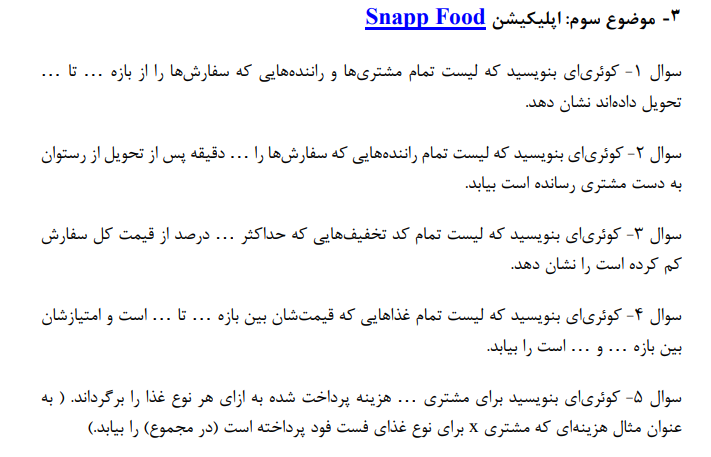 ۳- موضوع سوم: اپلیکیشن Snapp Food
سوال ۱- کوئری‌ای بنویسید که لیست تمام مشتری‌ها و راننده‌هایی که سفارش‌ها را از بازه ... تا ...
تحویل داده‌اند نشان دهد.
سوال ۲- کوئری‌ای بنویسید که لیست تمام راننده‌هایی که سفارش‌ها را ... دقیقه پس از تحویل از رستوان
به دست مشتری رسانده است بیابد.
سوال ۳- کوئری‌ای بنویسید که لیست تمام کد تخفیف‌هایی که حداکثر ... درصد از قیمت کل سفارش
کم کرده است را نشان دهد.
سوال ۴- کوئری‌ای بنویسید که لیست تمام غذاهایی که قیمت‌شان بین بازه ... تا ... است و امتیازشان
بین بازه ... و ... است را بیابد.
سوال ۵- کوئری‌ای بنویسید برای مشتری ... هزینه پرداخت شده به ازای هر نوع غذا را برگرداند. ( به
عنوان مثال هزینه‌ای که مشتری x برای نوع غذای فست فود پرداخته است (در مجموع) را بیابد.)